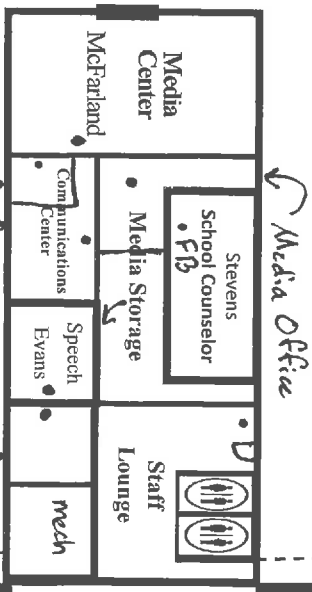 Media
Center
McFarland
Media Office
Stevens
School Counselor
FB
Media Storage
Communications
Center
Speech
Evans
Staff
Lounge
D
mech